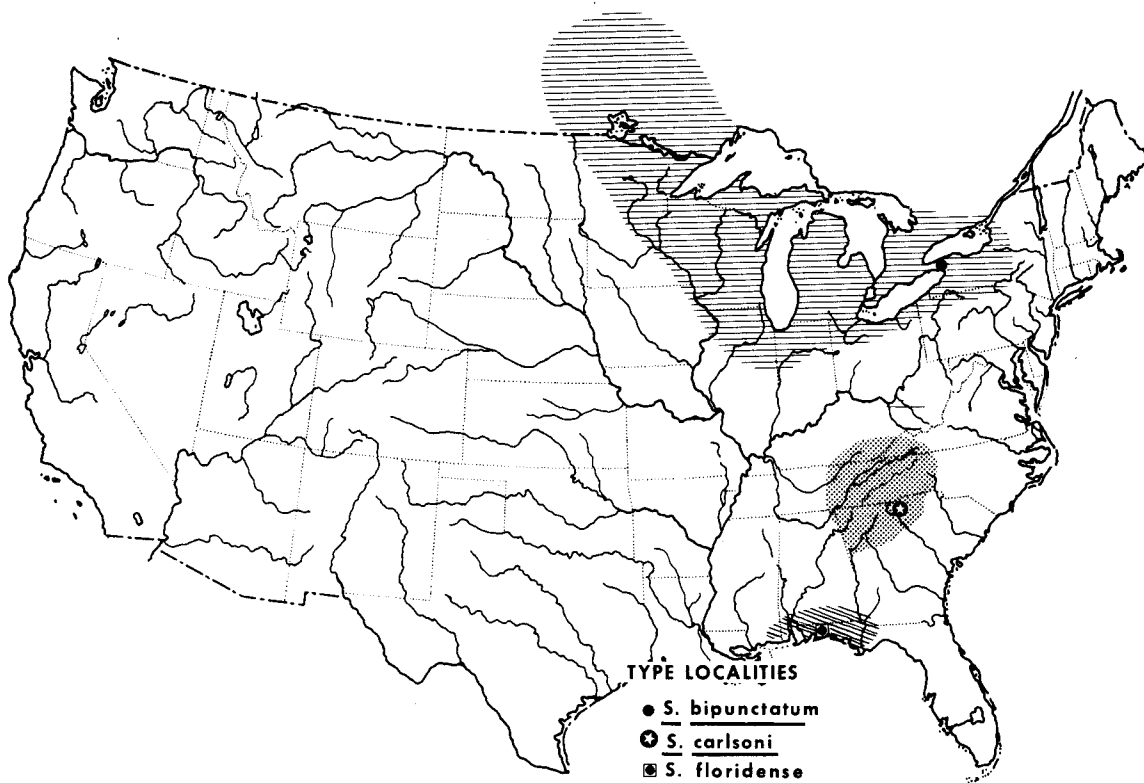 TYPE LOCALITIES
S. bipunctatum
S. carlsoni
S. floridense